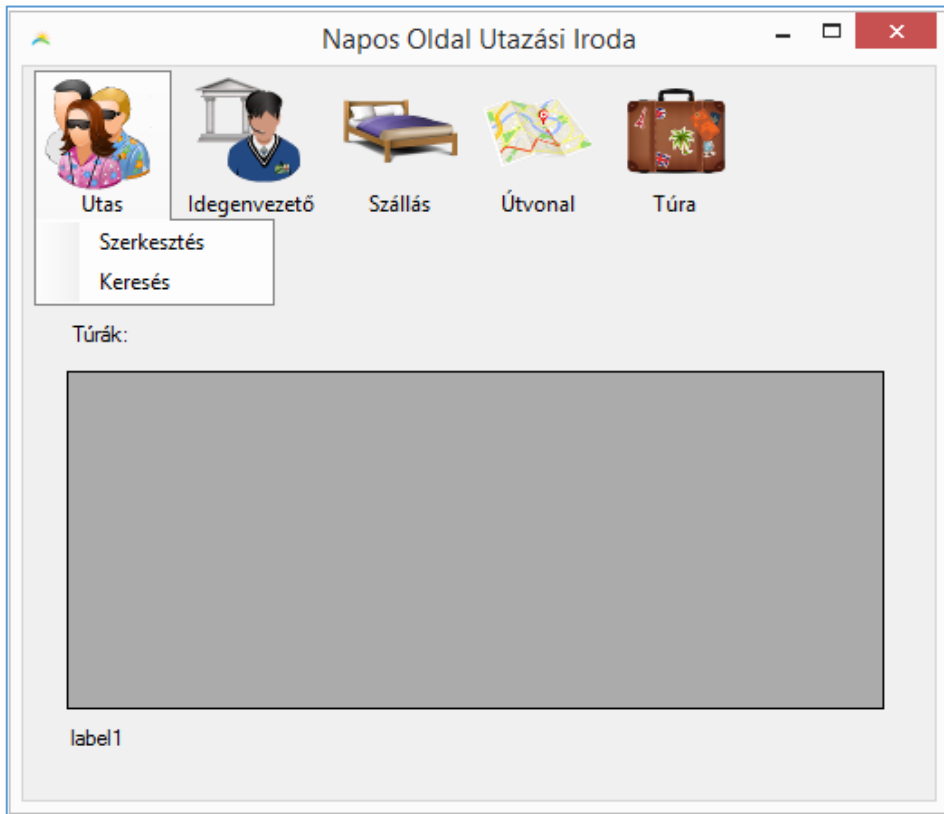 Napos Oldal Utazási Iroda
Utas Idegenvezető Szállás Útvonal Túra
Szerkesztés
Keresés
Túrák:
label1